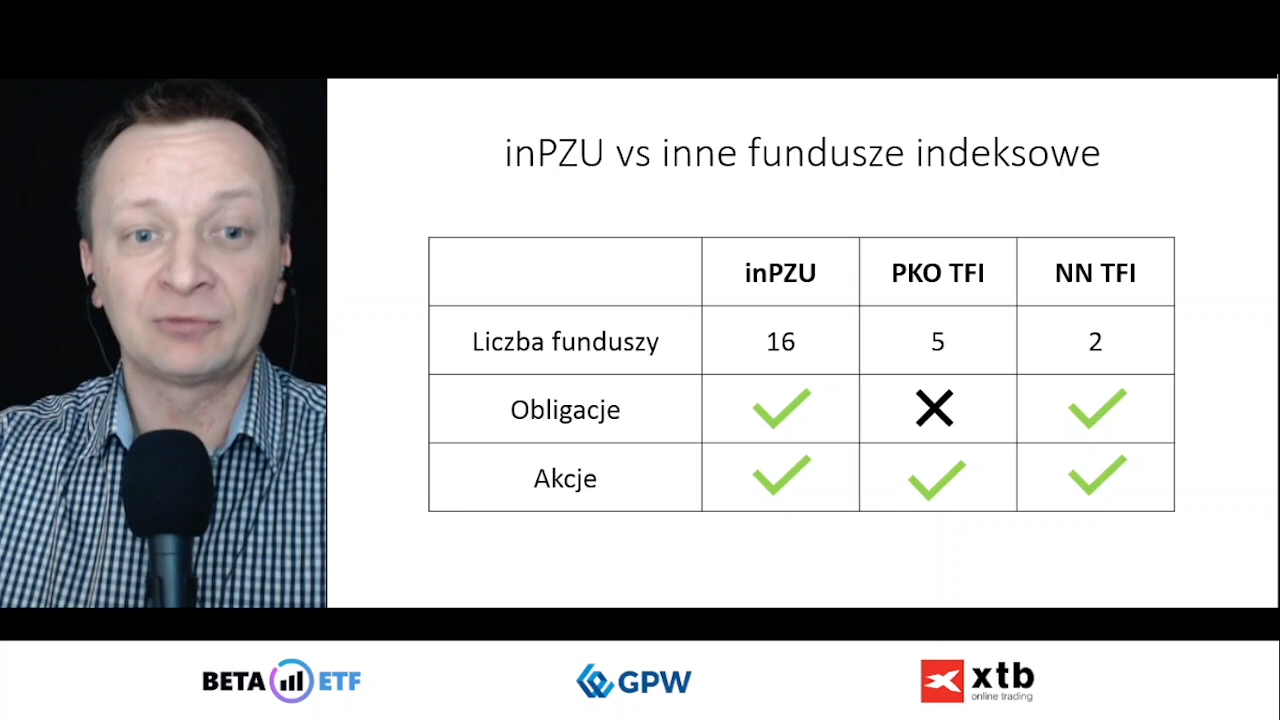 inPZU vs inne fundusze indeksowe
inPZU PKO TFI NN TFI
Liczba funduszy 16 5 2
Obligacje
Akcje
BETA ETF
GPW
xtb
online trading